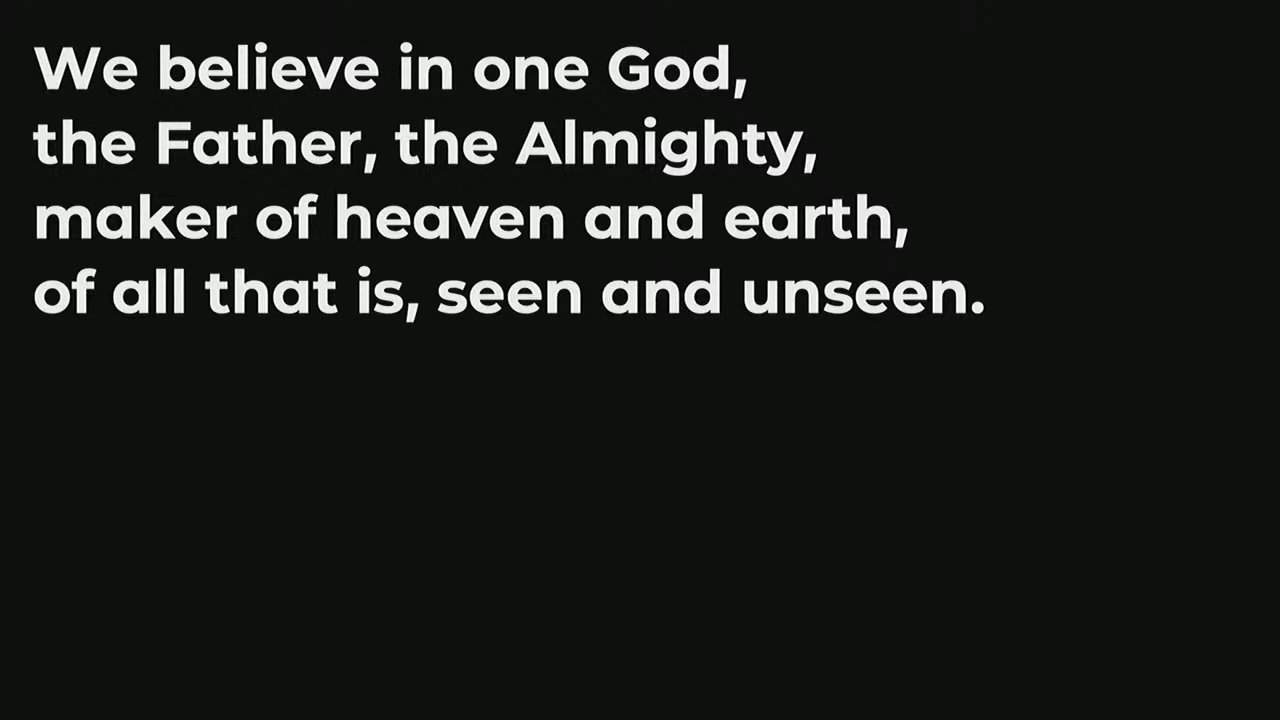 We believe in one God,
the Father, the Almighty,
maker of heaven and earth,
of all that is, seen and unseen.